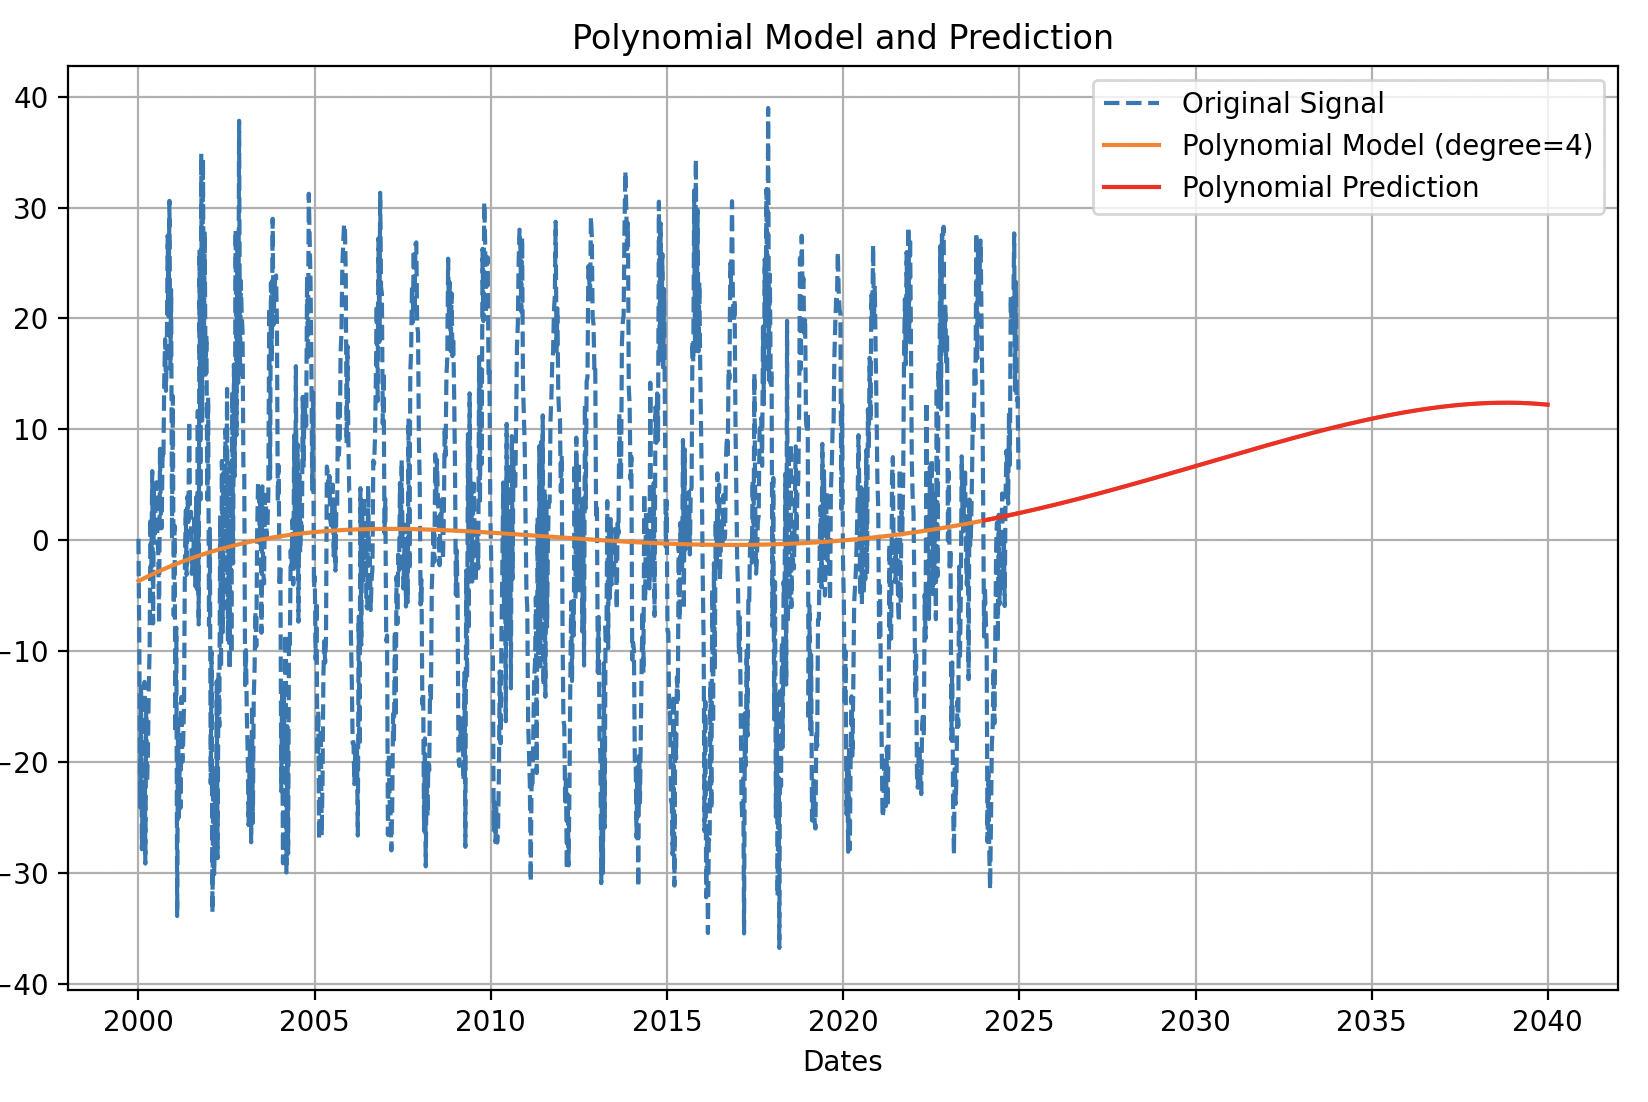 Polynomial Model and Prediction
Original Signal
Polynomial Model (degree=4)
Polynomial Prediction
40
30
20
10
0
−10
−20
−30
−40
2000 2005 2010 2015 2020 2025 2030 2035 2040
Dates